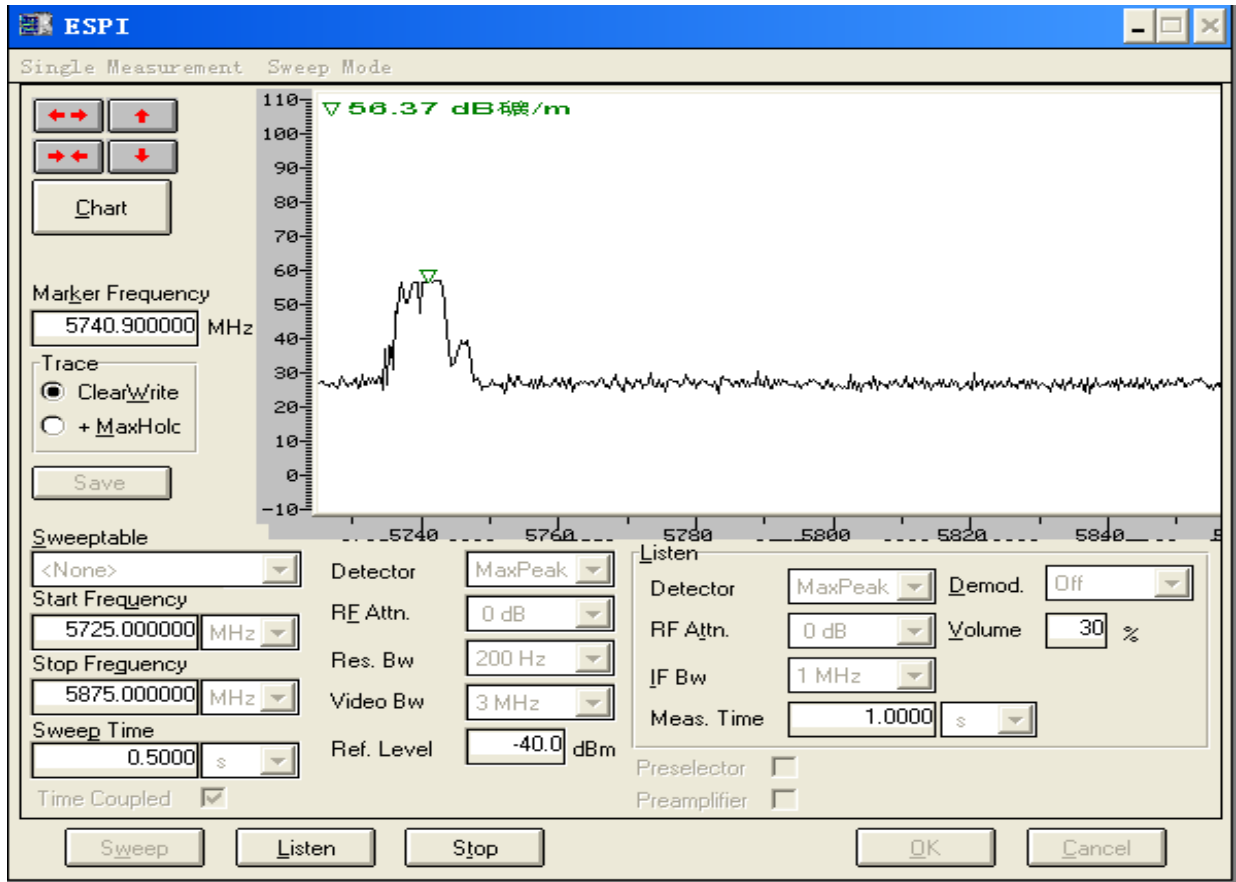 ESPI
Single Measurement Sweep Mode
▽56.37 dB礦/m
110
100
90
80
70
60
50
40
30
20
10
0
-10
Chart
Marker Frequency
5740.900000 MHz
Trace
ClearWrite
+ MaxHolc
Save
5740 5760 5780 5800 5820 5840
Sweeptable
<None>
Start Frequency
5725.000000 MHz
Stop Frequency
5875.000000 MHz
Sweep Time
0.5000 s
Time Coupled
Detector MaxPeak
RF Attn. 0 dB
Res. Bw 200 Hz
Video Bw 3 MHz
Ref. Level -40.0 dBm
Listen
Detector MaxPeak Demod. Off
RF Attn. 0 dB Volume 30 %
IF Bw 1 MHz
Meas. Time 1.0000 s
Preselector
Preamplifier
Sweep Listen Stop OK Cancel